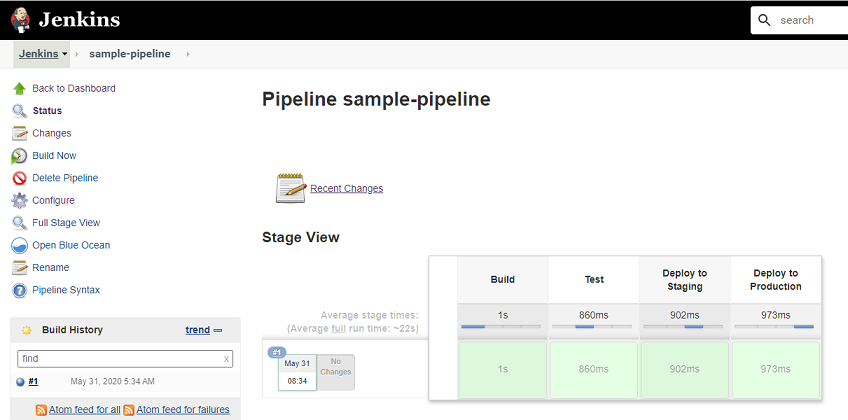 Jenkins
search
Jenkins
sample-pipeline
Back to Dashboard
Status
Changes
Build Now
Delete Pipeline
Configure
Full Stage View
Open Blue Ocean
Rename
Pipeline Syntax
Build History
trend
find
x
#1
May 31, 2020 5:34 AM
Atom feed for all
Atom feed for failures
Pipeline sample-pipeline
Recent Changes
Stage View
Average stage times:
(Average full run time: ~22s)
Build
Test
Deploy to
Staging
Deploy to
Production
1s
860ms
902ms
973ms
#1
May 31
08:34
No
Changes
1s
860ms
902ms
973ms